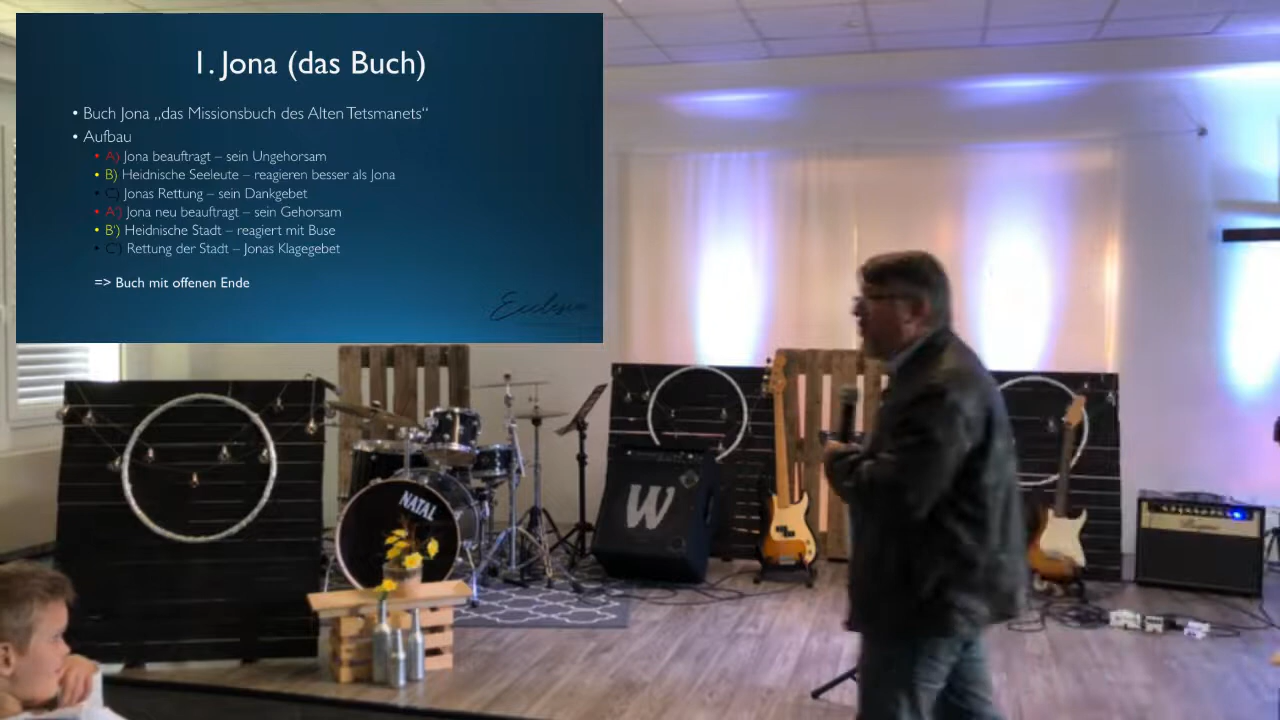 1. Jona (das Buch)
• Buch Jona „das Missionsbuch des Alten Tetsmanets“
• Aufbau
• A) Jona beauftragt – sein Ungehorsam
• B) Heidnische Seeleute – reagieren besser als Jona
• C) Jonas Rettung – sein Dankgebet
• A’) Jona neu beauftragt – sein Gehorsam
• B’) Heidnische Stadt – reagiert mit Buse
• C’) Rettung der Stadt – Jonas Klagegebet
=> Buch mit offenen Ende
Ecclesia
NATAL
W